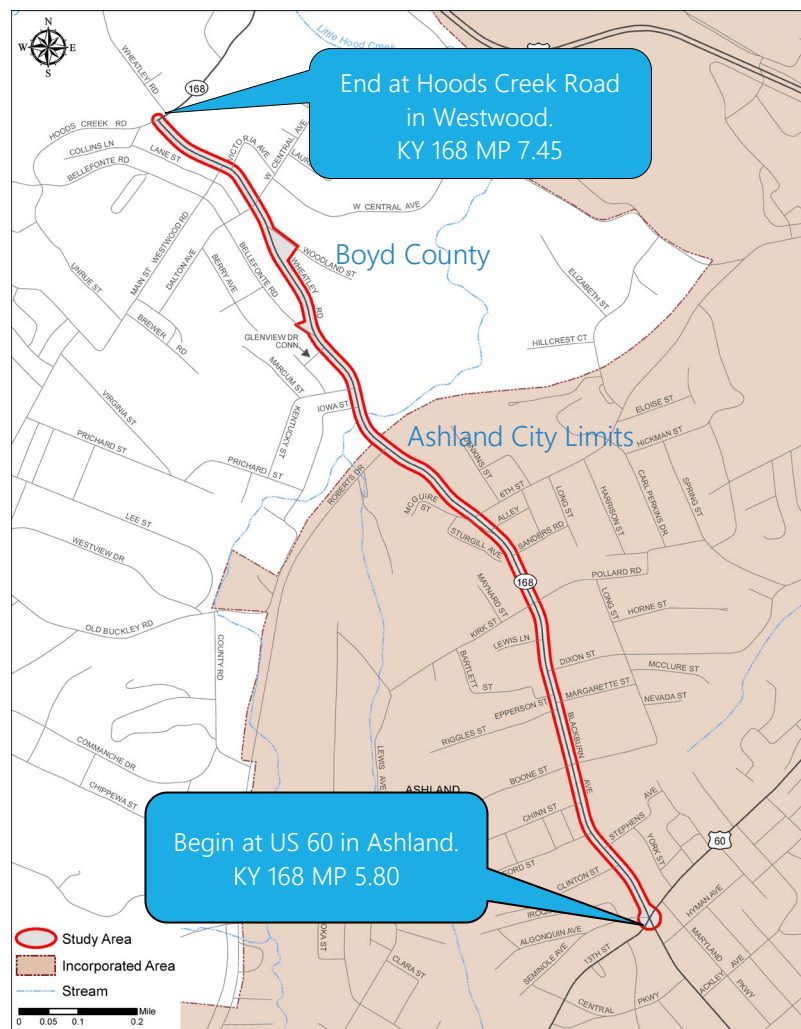 N
W E
S
WHEATLEY RD
168
Little Hood Creek
60
End at Hoods Creek Road
in Westwood.
KY 168 MP 7.45
HOODS CREEK RD
COLLINS LN
BELLEFONTE RD
LANE ST
VICTORIA AVE
W CENTRAL AVE
W CENTRAL AVE
WOODLAND ST
Boyd County
WHEATLEY RD
UNRUE ST
MAIN ST WESTWOOD RD
DALTON AVE
BERRY AVE
BELLEFONTE RD
ELIZABETH ST
BREWER RD
GLENVIEW DR
CONN
HILLCREST CT
MARCUM ST
IOWA ST
VIRGINIA ST
KENTUCKY ST
ELOISE ST
Ashland City Limits
HICKMAN ST
PRICHARD ST
PRICHARD ST
ROBERTS DR
6TH ST
MCGUIRE
ST
ALLEY
LONG ST
HARRISON ST
CARL PERKINS DR
SPRING ST
LEE ST
STURGILL AVE
SANDERS RD
WESTVIEW DR
168
POLLARD RD
MAYNARD ST
LONG ST
HORNE ST
KIRK ST
OLD BUCKLEY RD
LEWIS LN
COUNTY RD
BARTLETT
ST
DIXON ST
MCCLURE ST
MARGARETTE ST
NEVADA ST
EPPERSON ST
RIGGLES ST
BLACKBURN AVE
COMMANCHE DR
LEWIS AVE
BOONE ST
CHIPPEWA ST
ASHLAND
CHINN ST
STEPHENS AVE
Begin at US 60 in Ashland.
KY 168 MP 5.80
YORK ST
60
CLINTON ST
HYMAN AVE
ALGONQUIN AVE
SEMINOLE AVE
13TH ST
MARYLAND
PKWY
ACKLEY AVE
CLARA ST
CENTRAL PKWY
Study Area
Incorporated Area
Stream
Mile
0 0.05 0.1 0.2